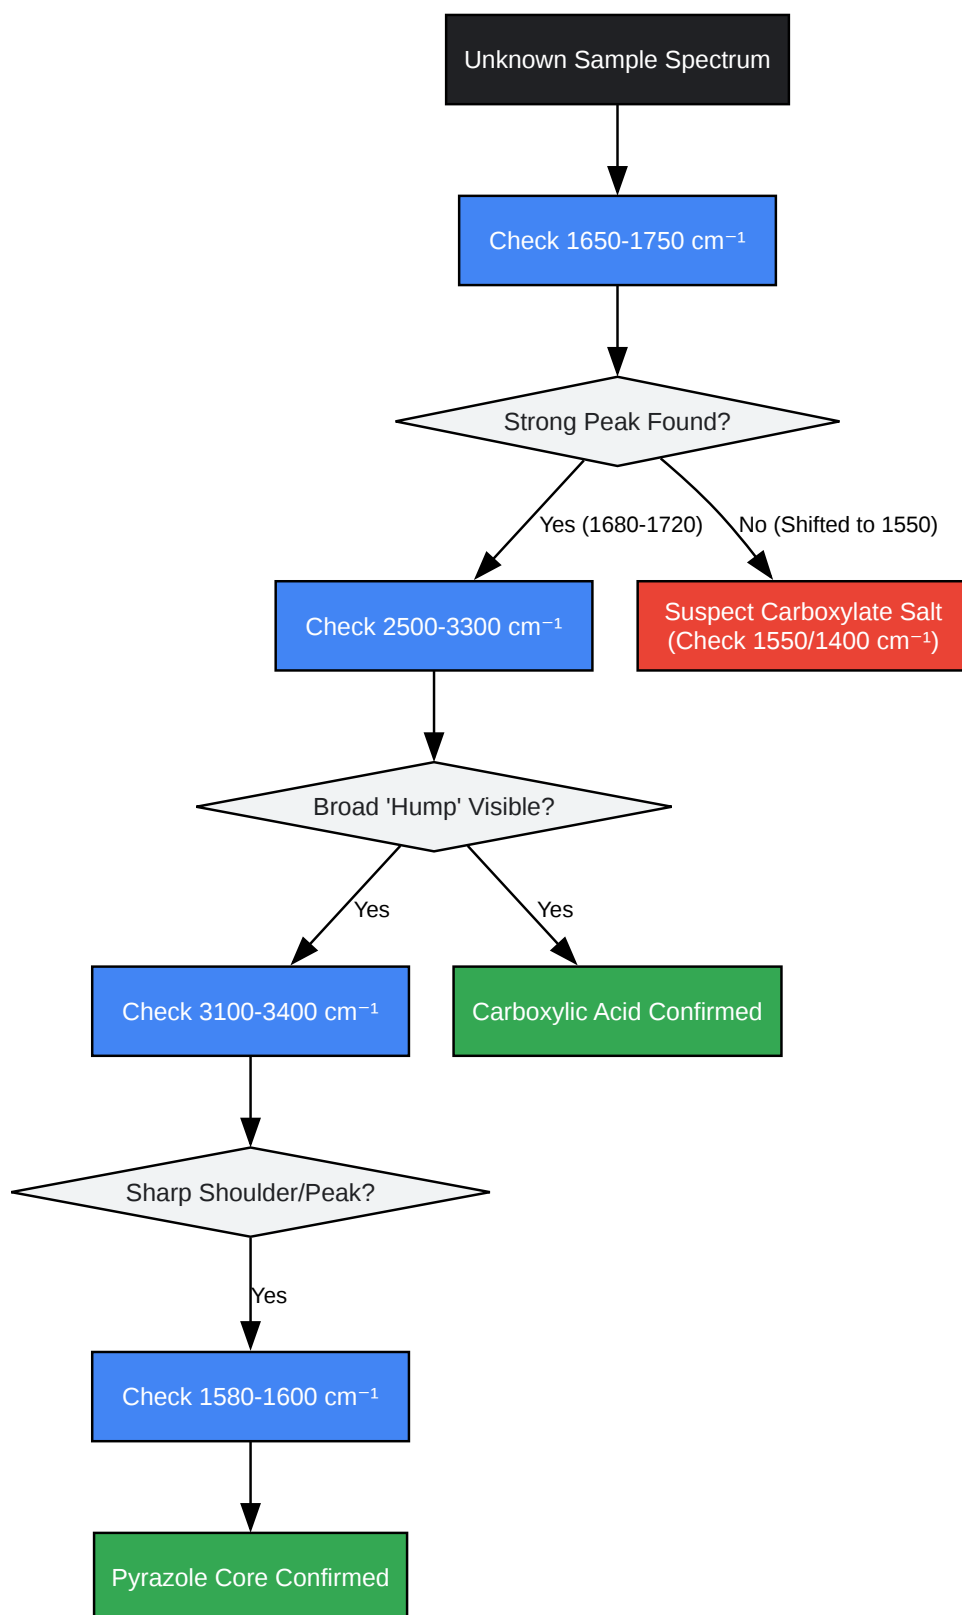 Unknown Sample Spectrum
Check 1650-1750 cm⁻¹
Strong Peak Found?
Yes (1680-1720)
No (Shifted to 1550)
Check 2500-3300 cm⁻¹
Suspect Carboxylate Salt
(Check 1550/1400 cm⁻¹)
Broad 'Hump' Visible?
Yes
Yes
Check 3100-3400 cm⁻¹
Carboxylic Acid Confirmed
Sharp Shoulder/Peak?
Yes
Check 1580-1600 cm⁻¹
Pyrazole Core Confirmed